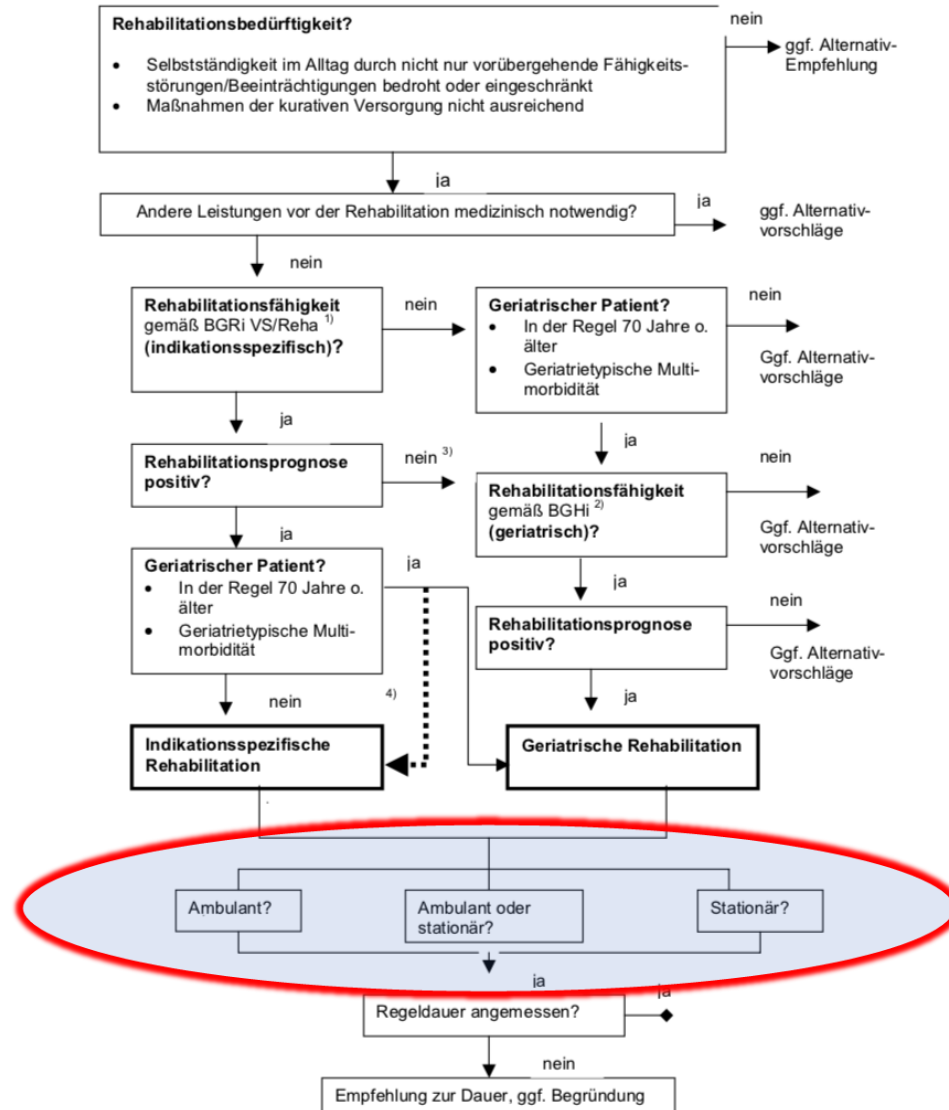 Rehabilitationsbedürftigkeit?
nein
• Selbstständigkeit im Alltag durch nicht nur vorübergehende Fähigkeits-
störungen/Beeinträchtigungen bedroht oder eingeschränkt
• Maßnahmen der kurativen Versorgung nicht ausreichend
ggf. Alternativ-
Empfehlung
ja
Andere Leistungen vor der Rehabilitation medizinisch notwendig?
ja
ggf. Alternativ-
vorschläge
nein
Rehabilitationsfähigkeit
gemäß BGRi VS/Reha 1)
(indikationsspezifisch)?
nein
Geriatrischer Patient?
• In der Regel 70 Jahre o.
älter
• Geriatrietypische Multi-
morbidität
nein
Ggf. Alternativ-
vorschläge
ja
ja
Rehabilitationsprognose
positiv?
nein 3)
Rehabilitationsfähigkeit
gemäß BGHi 2)
(geriatrisch)?
nein
Ggf. Alternativ-
vorschläge
ja
Geriatrischer Patient?
• In der Regel 70 Jahre o.
älter
• Geriatrietypische Multi-
morbidität
ja
ja
Rehabilitationsprognose
positiv?
nein
Ggf. Alternativ-
vorschläge
nein
4)
ja
Indikationsspezifische
Rehabilitation
Geriatrische Rehabilitation
Ambulant?
Ambulant oder
stationär?
Stationär?
ja
Regeldauer angemessen?
ja
nein
Empfehlung zur Dauer, ggf. Begründung